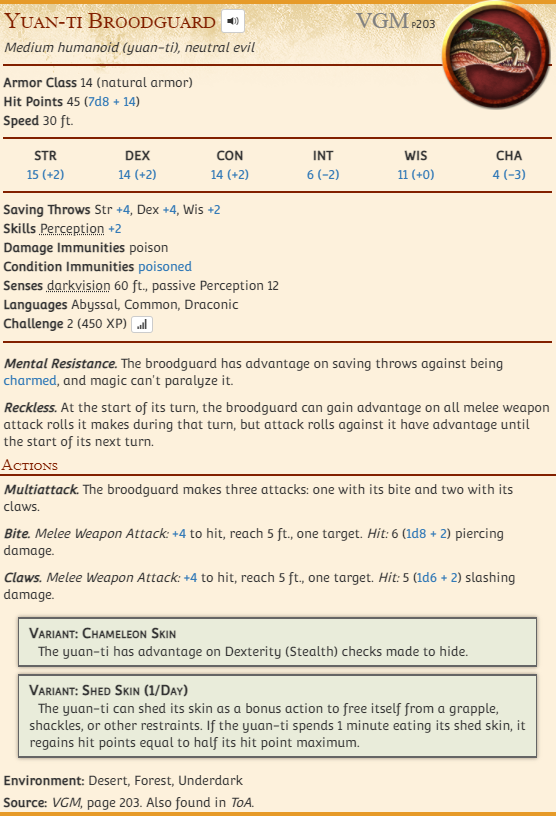 Yuan-ti Broodguard
VGM p203
Medium humanoid (yuan-ti), neutral evil
Armor Class 14 (natural armor)
Hit Points 45 (7d8 + 14)
Speed 30 ft.
STR DEX CON INT WIS CHA
15 (+2) 14 (+2) 14 (+2) 6 (−2) 11 (+0) 4 (−3)
Saving Throws Str +4, Dex +4, Wis +2
Skills Perception +2
Damage Immunities poison
Condition Immunities poisoned
Senses darkvision 60 ft., passive Perception 12
Languages Abyssal, Common, Draconic
Challenge 2 (450 XP)
Mental Resistance. The broodguard has advantage on saving throws against being
charmed, and magic can't paralyze it.
Reckless. At the start of its turn, the broodguard can gain advantage on all melee weapon
attack rolls it makes during that turn, but attack rolls against it have advantage until
the start of its next turn.
Actions
Multiattack. The broodguard makes three attacks: one with its bite and two with its
claws.
Bite. Melee Weapon Attack: +4 to hit, reach 5 ft., one target. Hit: 6 (1d8 + 2) piercing
damage.
Claws. Melee Weapon Attack: +4 to hit, reach 5 ft., one target. Hit: 5 (1d6 + 2) slashing
damage.
Variant: Chameleon Skin
The yuan-ti has advantage on Dexterity (Stealth) checks made to hide.
Variant: Shed Skin (1/Day)
The yuan-ti can shed its skin as a bonus action to free itself from a grapple,
shackles, or other restraints. If the yuan-ti spends 1 minute eating its shed skin, it
regains hit points equal to half its hit point maximum.
Environment: Desert, Forest, Underdark
Source: VGM, page 203. Also found in ToA.